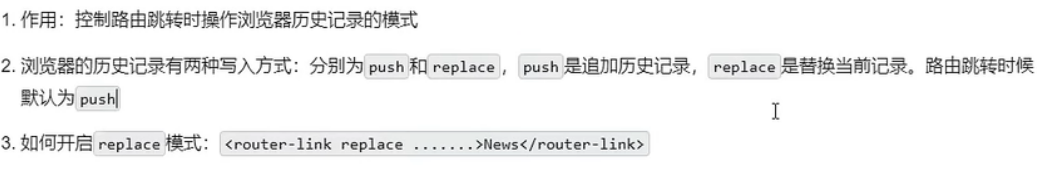 1. 作用：控制路由跳转时操作浏览器历史记录的模式
2. 浏览器的历史记录有两种写入方式：分别为push和replace，push是追加历史记录，replace是替换当前记录。路由跳转时候
默认为push
3. 如何开启replace模式：<router-link replace .......>News</router-link>